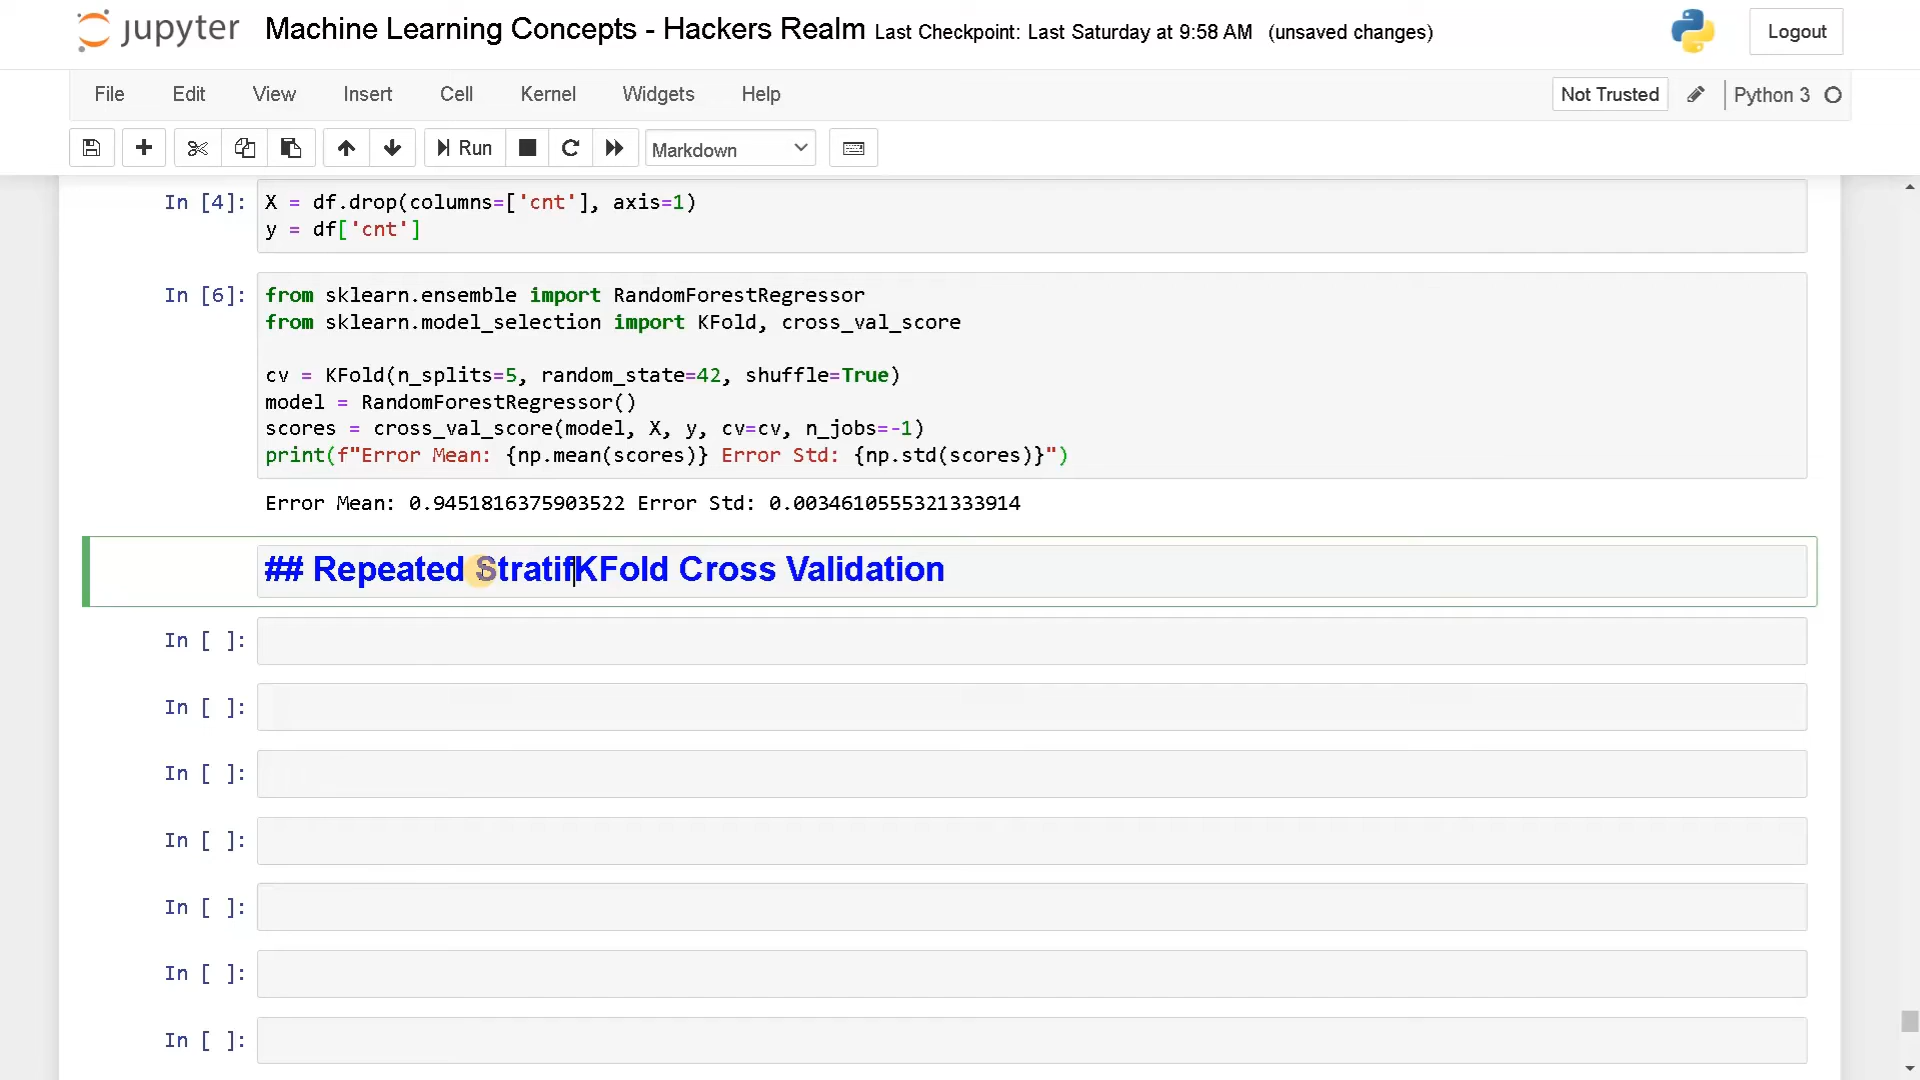 jupyter Machine Learning Concepts - Hackers Realm Last Checkpoint: Last Saturday at 9:58 AM (unsaved changes) Logout
File Edit View Insert Cell Kernel Widgets Help Not Trusted Python 3
Run Markdown
In [4]: X = df.drop(columns=['cnt'], axis=1)
y = df['cnt']
In [6]: from sklearn.ensemble import RandomForestRegressor
from sklearn.model_selection import KFold, cross_val_score
cv = KFold(n_splits=5, random_state=42, shuffle=True)
model = RandomForestRegressor()
scores = cross_val_score(model, X, y, cv=cv, n_jobs=-1)
print(f"Error Mean: {np.mean(scores)} Error Std: {np.std(scores)}")
Error Mean: 0.9451816375903522 Error Std: 0.0034610555321333914
## Repeated StratifKFold Cross Validation
In [ ]:
In [ ]:
In [ ]:
In [ ]:
In [ ]:
In [ ]:
In [ ]: